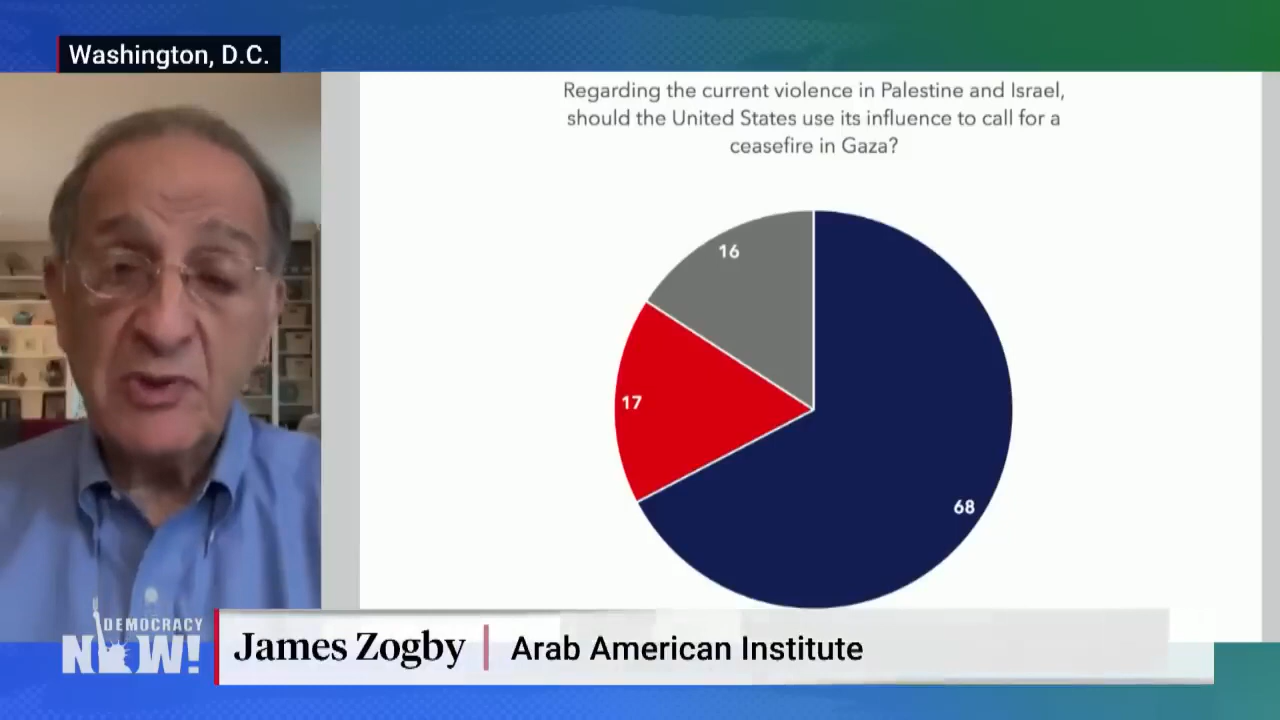 Washington, D.C.
Regarding the current violence in Palestine and Israel,
should the United States use its influence to call for a
ceasefire in Gaza?
16
17
68
DEMOCRACY
NOW!
James Zogby | Arab American Institute